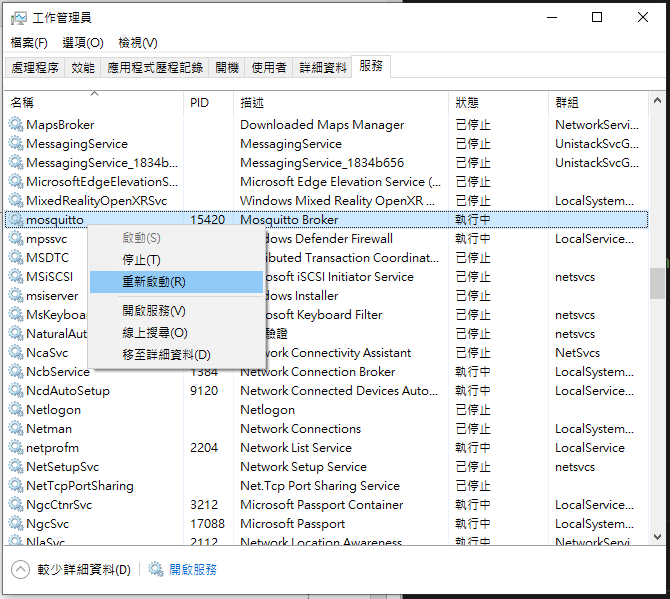 工作管理員
檔案(F) 選項(O) 檢視(V)
處理程序 效能 應用程式歷程記錄 開機 使用者 詳細資料 服務
名稱 PID 描述 狀態 群組
MapsBroker Downloaded Maps Manager 已停止 NetworkServi...
MessagingService MessagingService 已停止 UnistackSvcG...
MessagingService_1834b... MessagingService_1834b656 已停止 UnistackSvcG...
MicrosoftEdgeElevationS... Microsoft Edge Elevation Service (... 已停止
MixedRealityOpenXRSvc Windows Mixed Reality OpenXR ... 已停止 LocalSystem...
mosquitto 15420 Mosquitto Broker 執行中
mpssvc dows Defender Firewall 執行中 LocalService...
MSDTC ibuted Transaction Coordinat... 已停止
MSiSCSI osoft iSCSI Initiator Service 已停止 netsvcs
msiserver dows Installer 已停止
MsKeyboar osoft Keyboard Filter 已停止 netsvcs
NaturalAut 驗證 已停止 netsvcs
NcaSvc ork Connectivity Assistant 已停止 NetSvcs
NcbService 1384 Network Connection Broker 執行中 LocalSystem...
NcdAutoSetup 9120 Network Connected Devices Auto... 執行中 LocalService...
Netlogon Netlogon 已停止
Netman Network Connections 已停止 LocalSystem...
netprofm 2204 Network List Service 執行中 LocalService
NetSetupSvc Network Setup Service 已停止 netsvcs
NetTcpPortSharing Net.Tcp Port Sharing Service 已停止
NgcCtnrSvc 3212 Microsoft Passport Container 執行中 LocalService...
NgcSvc 17088 Microsoft Passport 執行中 LocalSystem...
NlaSvc 2112 Network Location Awareness 執行中 NetworkServi...
啟動(S)
停止(T)
重新啟動(R)
開啟服務(V)
線上搜尋(O)
移至詳細資料(D)
較少詳細資料(D) 開啟服務